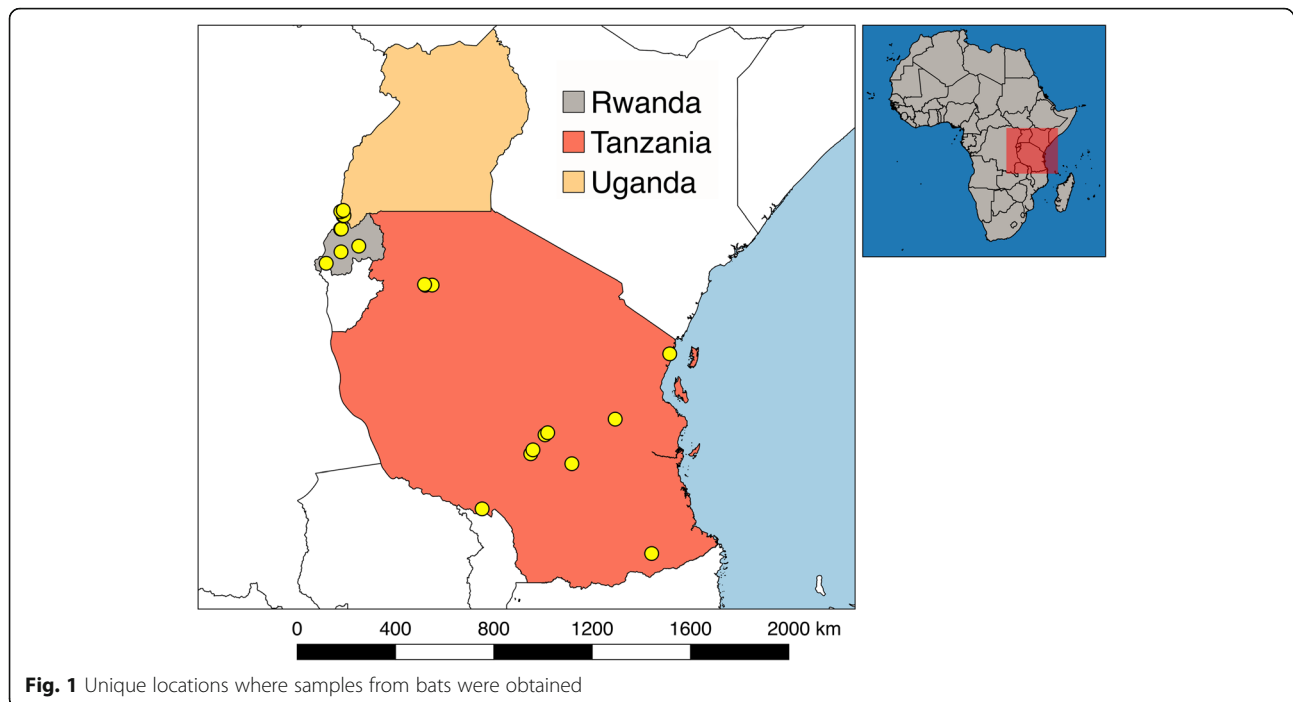 Rwanda
Tanzania
Uganda
0 400 800 1200 1600 2000 km
Fig. 1 Unique locations where samples from bats were obtained